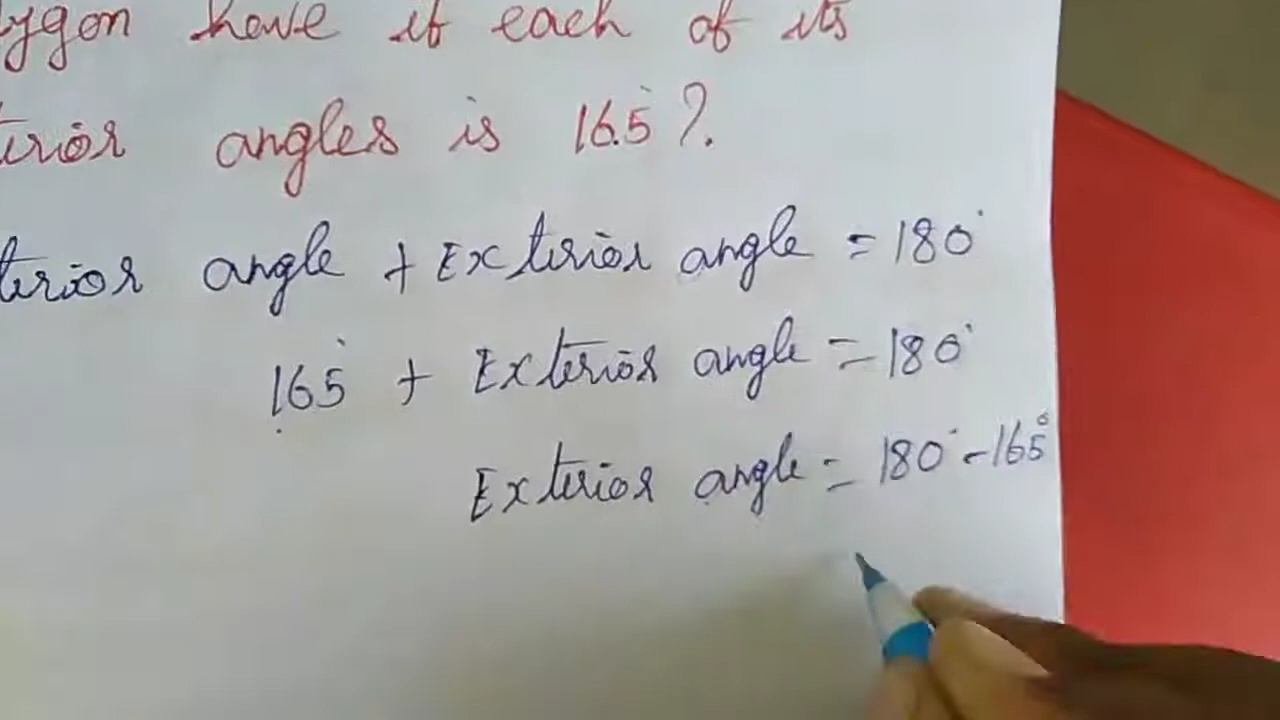 ygon have if each of its
terior angles is 165°?.
terior angle + Exterior angle = 180°
165° + Exterior angle = 180°
Exterior angle = 180° - 165°